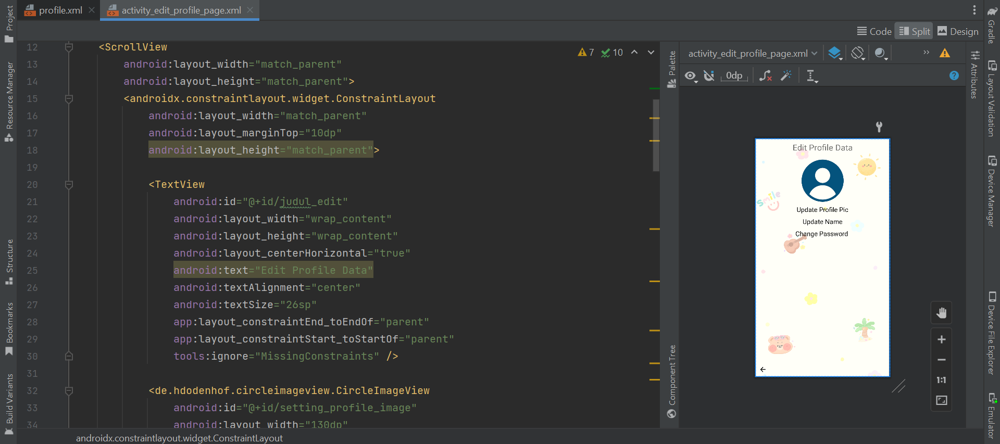 profile.xml
activity_edit_profile_page.xml
Code
Split
Design
Project
Resource Manager
Structure
Bookmarks
Build Variants
12 <ScrollView
13 android:layout_width="match_parent"
14 android:layout_height="match_parent">
15 <androidx.constraintlayout.widget.ConstraintLayout
16 android:layout_width="match_parent"
17 android:layout_marginTop="10dp"
18 android:layout_height="match_parent">
19
20 <TextView
21 android:id="@+id/judul_edit"
22 android:layout_width="wrap_content"
23 android:layout_height="wrap_content"
24 android:layout_centerHorizontal="true"
25 android:text="Edit Profile Data"
26 android:textAlignment="center"
27 android:textSize="26sp"
28 app:layout_constraintEnd_toEndOf="parent"
29 app:layout_constraintStart_toStartOf="parent"
30 tools:ignore="MissingConstraints" />
31
32 <de.hdodenhof.circleimageview.CircleImageView
33 android:id="@+id/setting_profile_image"
34 android:layout_width="130dp"
7 10
androidx.constraintlayout.widget.ConstraintLayout
Palette
Component Tree
activity_edit_profile_page.xml
0dp
Edit Profile Data
smile
Update Profile Pic
Update Name
Change Password
1:1
Attributes
Gradle
Layout Validation
Device Manager
Device File Explorer
Emulator